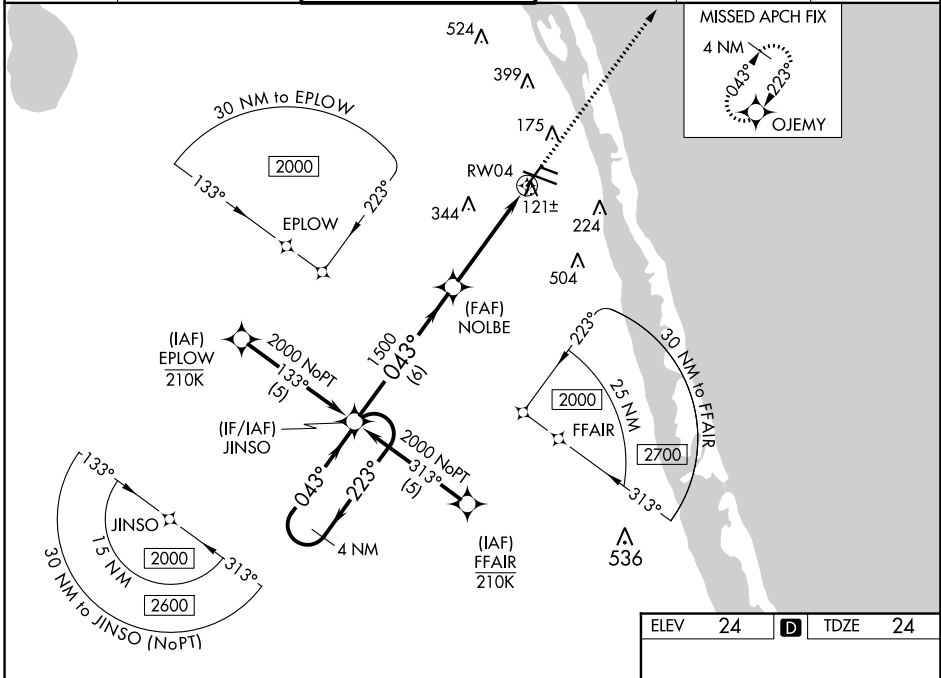 MISSED APCH FIX
4 NM
043°
223°
OJEMY
524
399
175
RW04
121±
344
224
504
30 NM to EPLOW
2000
133°
223°
EPLOW
(FAF)
NOLBE
1500
043°
(6)
(IAF)
EPLOW
210K
2000 NoPT
133°
(5)
(IF/IAF)
JINSO
2000 NoPT
313°
(5)
043°
223°
4 NM
(IAF)
FFAIR
210K
223°
30 NM to FFAIR
2000
25 NM
FFAIR
2700
313°
536
133°
JINSO
313°
15 NM
2000
2600
30 NM to JINSO (NoPT)
ELEV 24 D TDZE 24